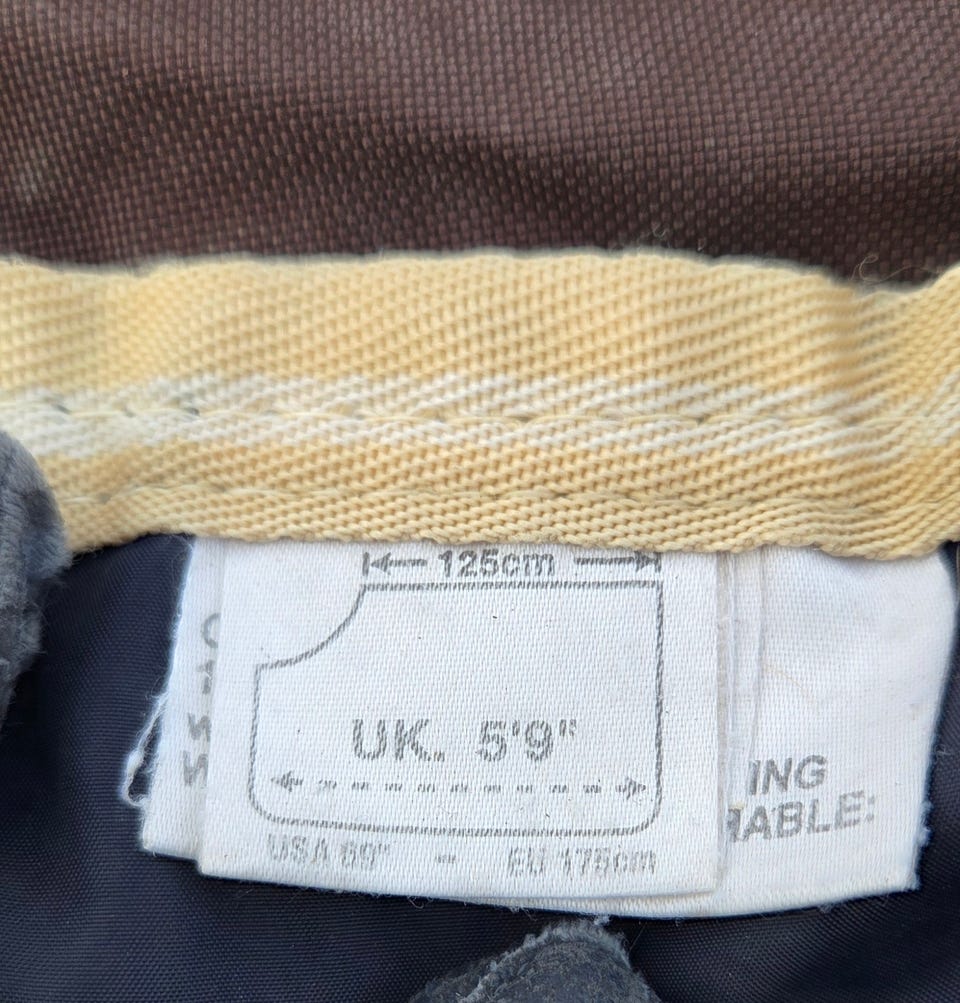 125cm
UK. 5'9"
USA 69" - EU 175cm
ING
ABLE: